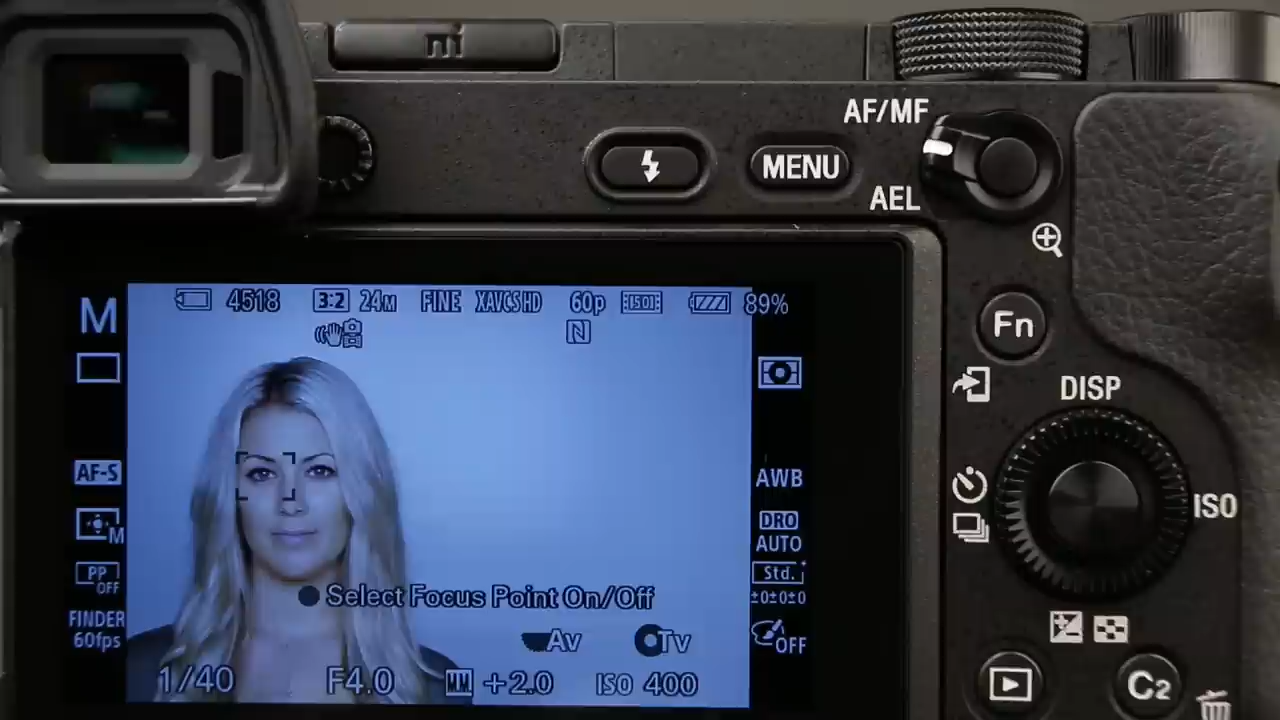 AF/MF
MENU
AEL
Fn
DISP
ISO
C2
M
4518 3:2 24M FINE XAVC S HD 60p 89%
N
AF-S
M
PP OFF
FINDER
60fps
AWB
DRO
AUTO
Std.
±0±0±0
OFF
Select Focus Point On/Off
Av Tv
1/40 F4.0 MM +2.0 ISO 400